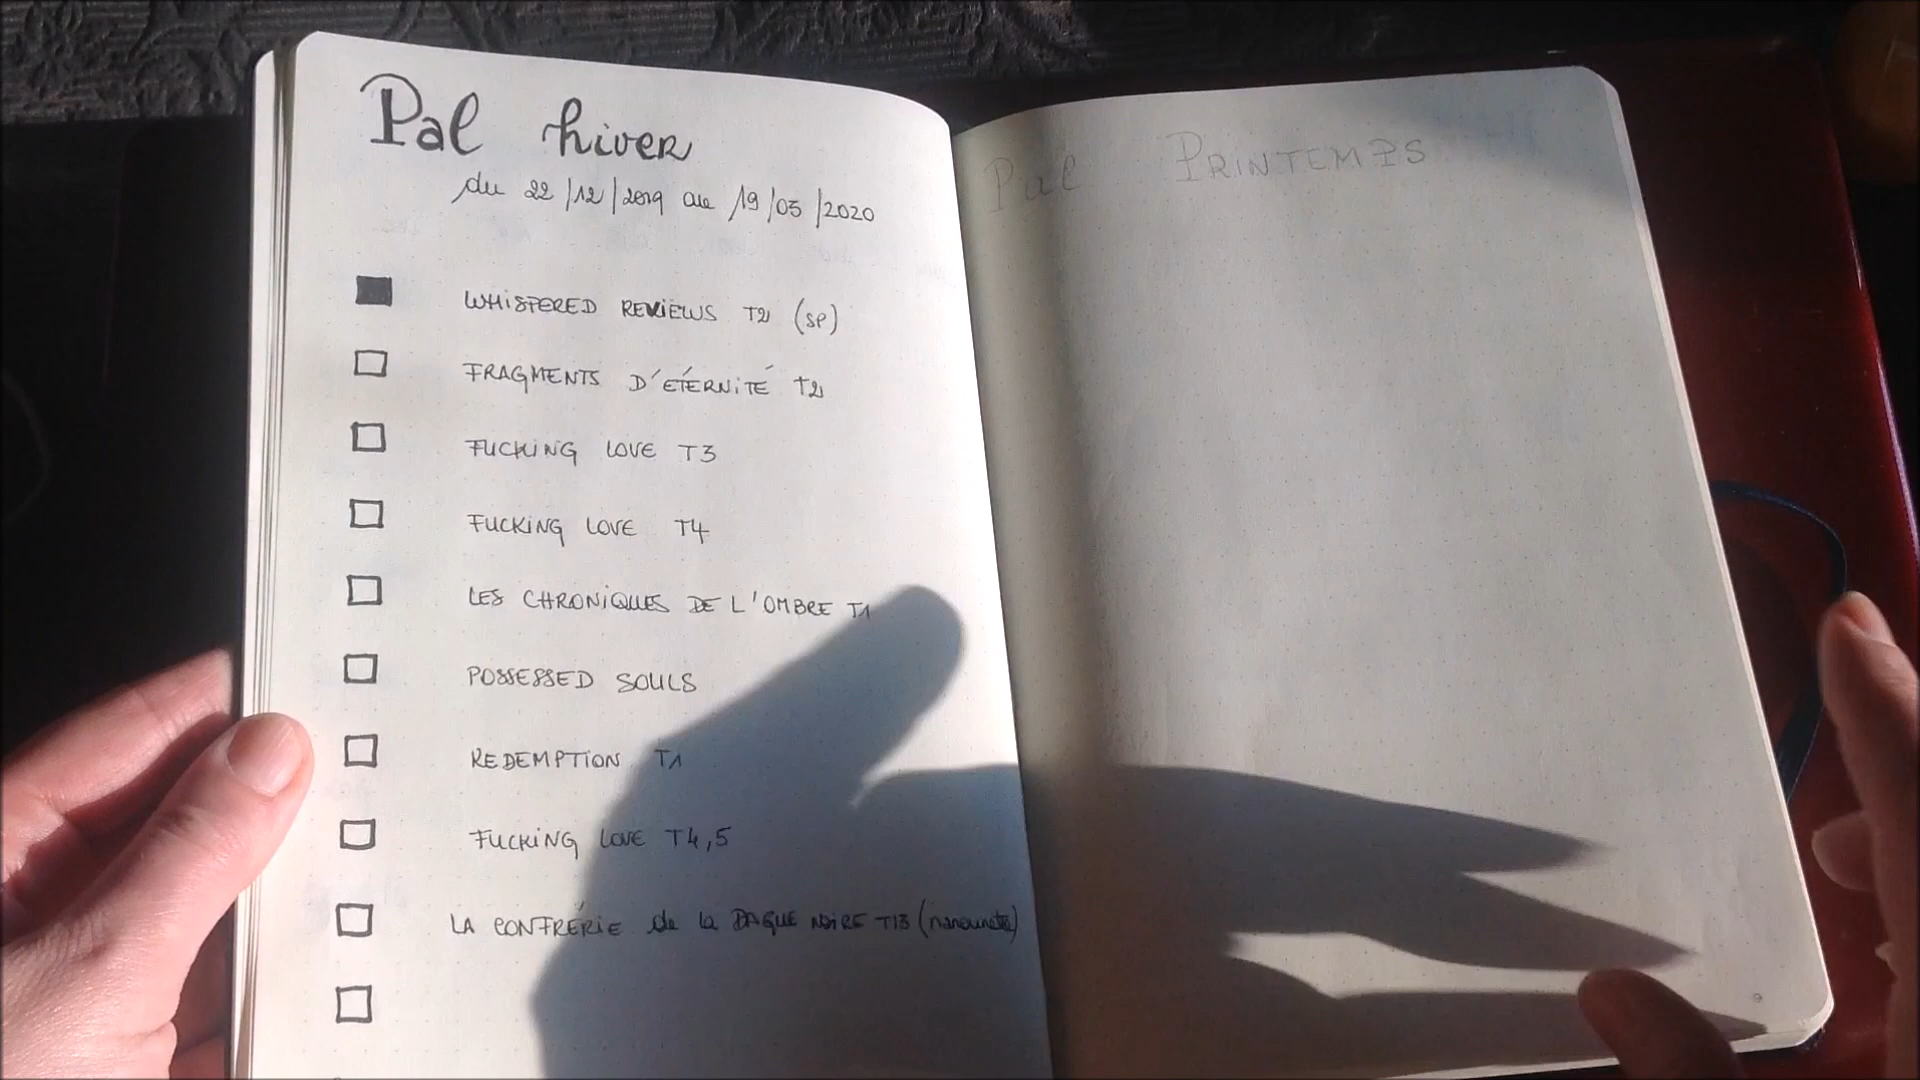 Pal hiver
du 22/12/2019 au 19/03/2020
WHISPERED REVIEWS T2 (SP)
FRAGMENTS D'ÉTÉRNITÉ T2
FUCKING LOVE T3
FUCKING LOVE T4
LES CHRONIQUES DE L'OMBRE T1
POSSESSED SOULS
REDEMPTION T1
FUCKING LOVE T4,5
LA CONFRÉRIE de la DAGUE NOIRE T13
Pal PRINTEMPS
9